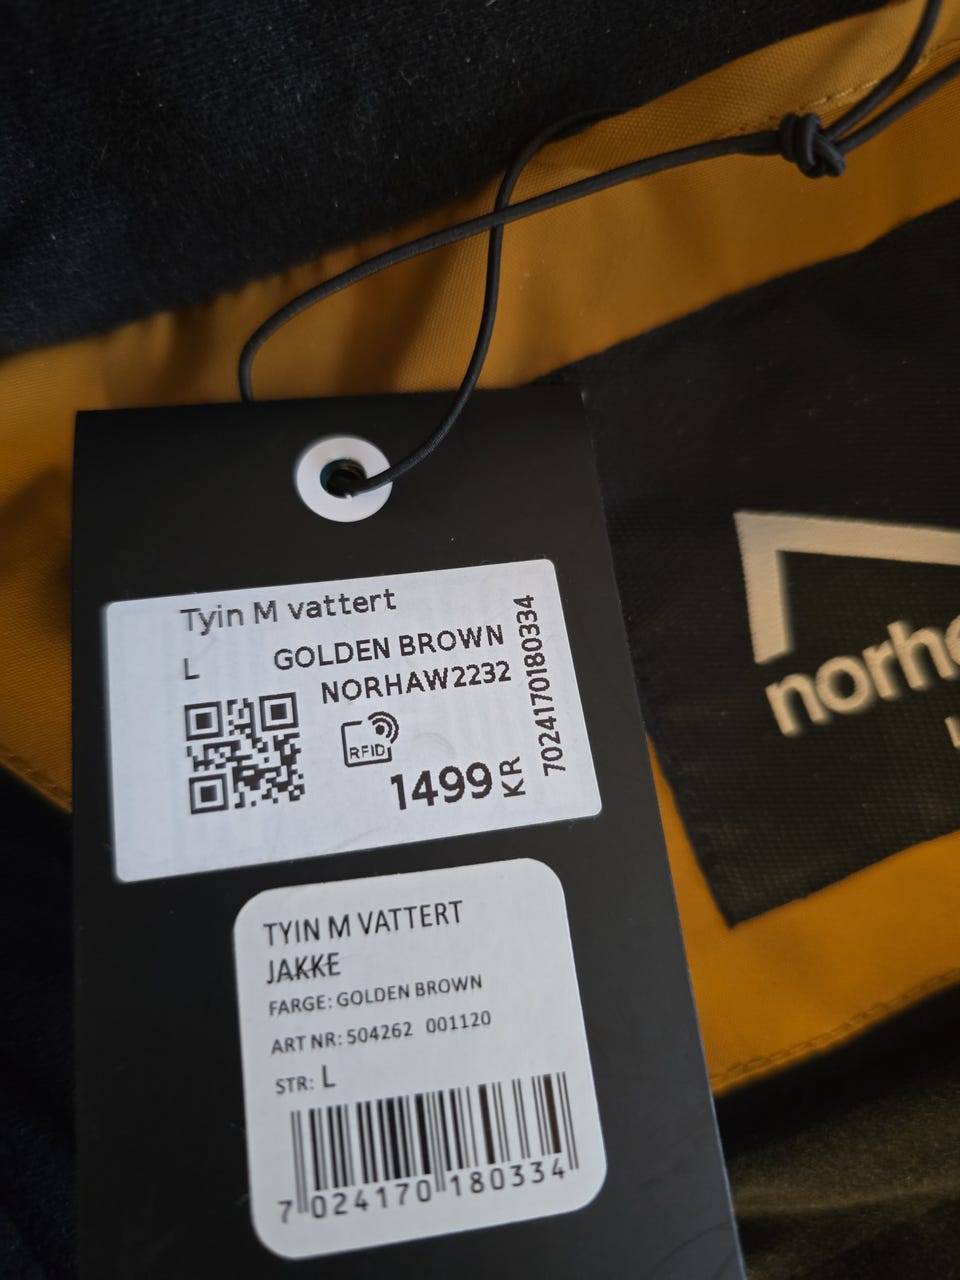 Tyin M vattert
L GOLDEN BROWN
NORHAW2232
RFID
1499 KR
7024170180334
TYIN M VATTERT
JAKKE
FARGE: GOLDEN BROWN
ART NR: 504262 001120
STR: L
7 024170 180334
norhe